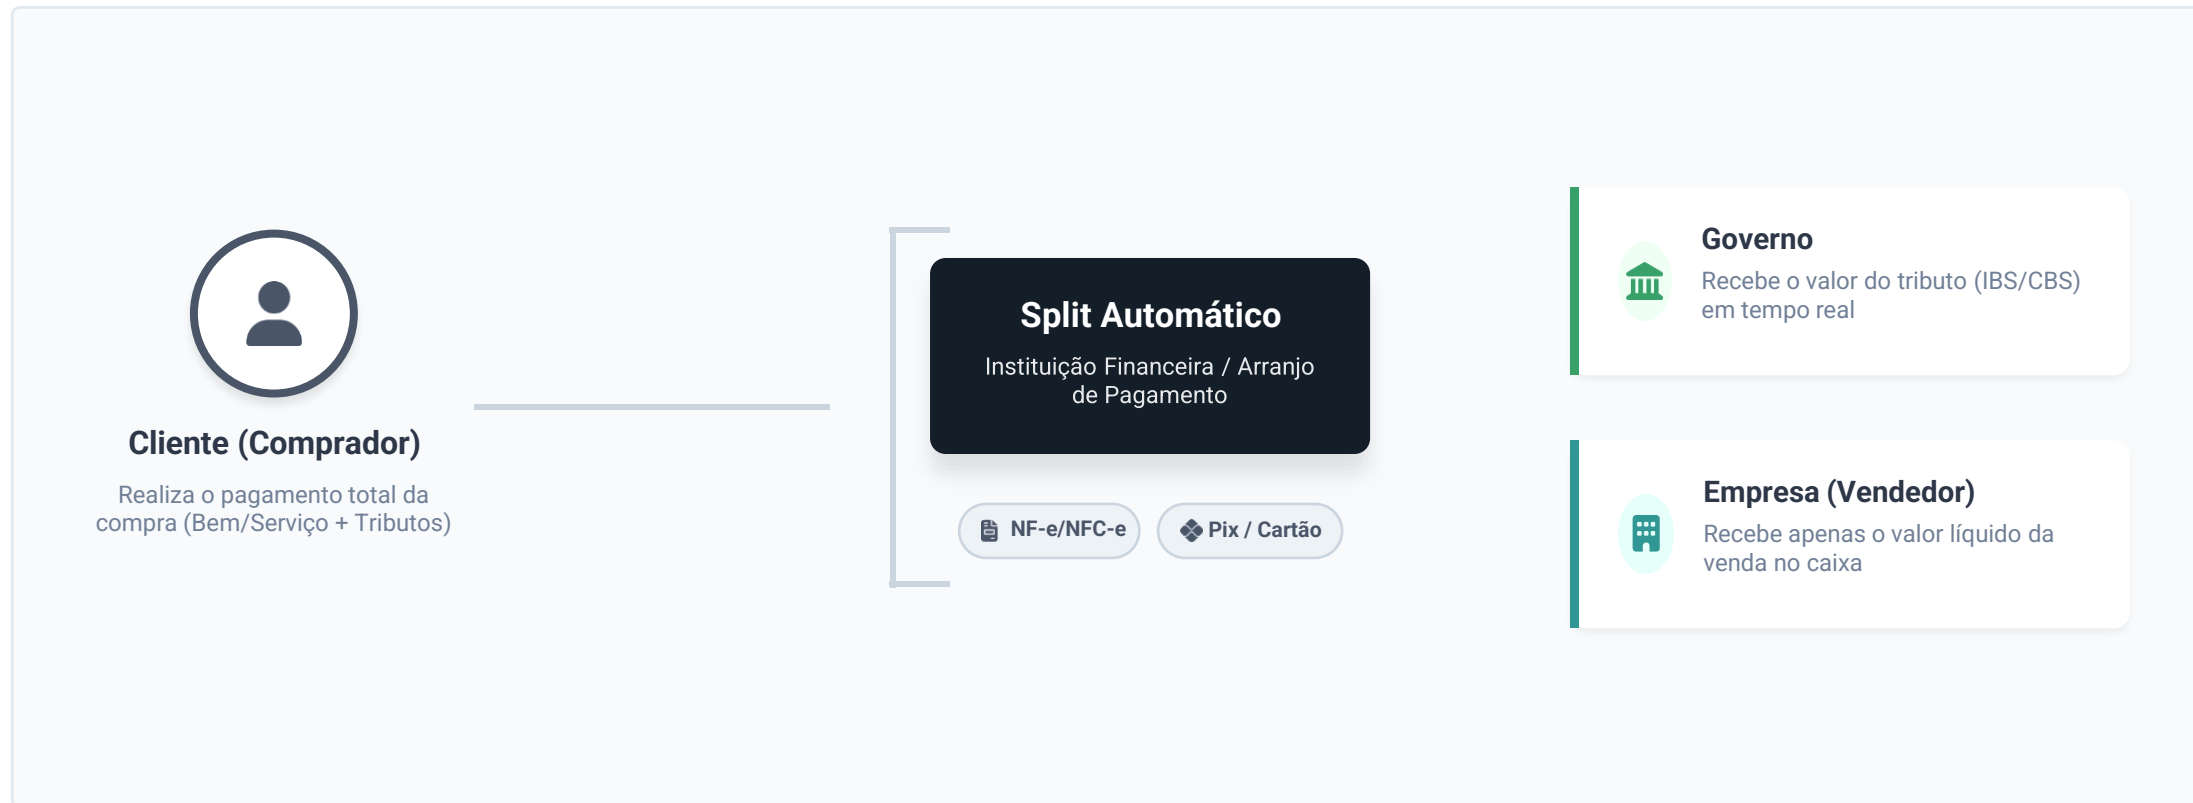 Cliente (Comprador)
Realiza o pagamento total da
compra (Bem/Serviço + Tributos)
Split Automático
Instituição Financeira / Arranjo
de Pagamento
NF-e/NFC-e
Pix / Cartão
Governo
Recebe o valor do tributo (IBS/CBS)
em tempo real
Empresa (Vendedor)
Recebe apenas o valor líquido da
venda no caixa